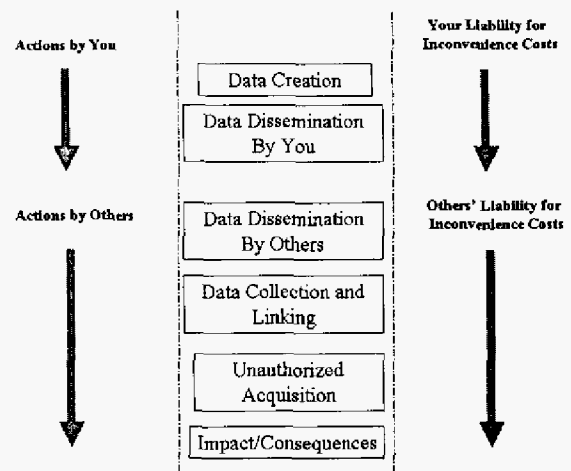 Actions by You
Your Liability for
Inconvenience Costs
Data Creation
Data Dissemination
By You
Actions by Others
Others' Liability for
Inconvenience Costs
Data Dissemination
By Others
Data Collection and
Linking
Unauthorized
Acquisition
Impact/Consequences